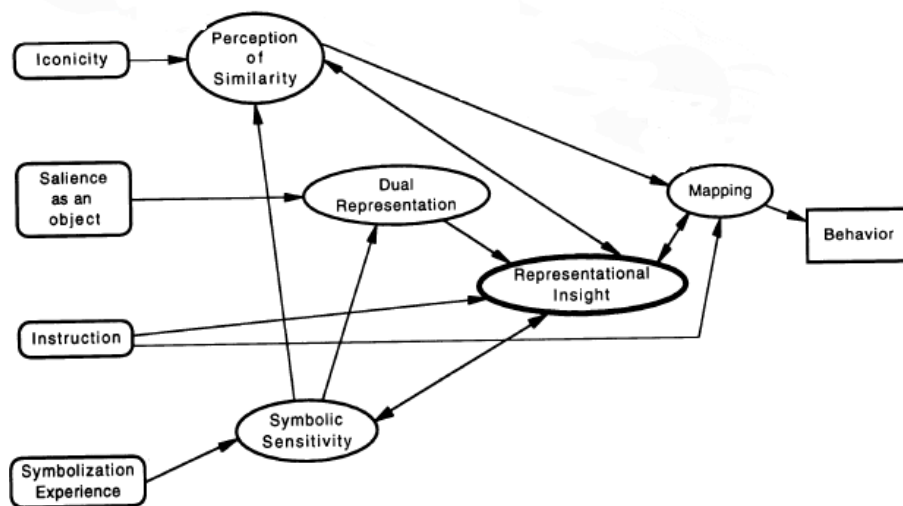 Iconicity
Perception
of
Similarity
Salience
as an
object
Dual
Representation
Mapping
Behavior
Representational
Insight
Instruction
Symbolic
Sensitivity
Symbolization
Experience